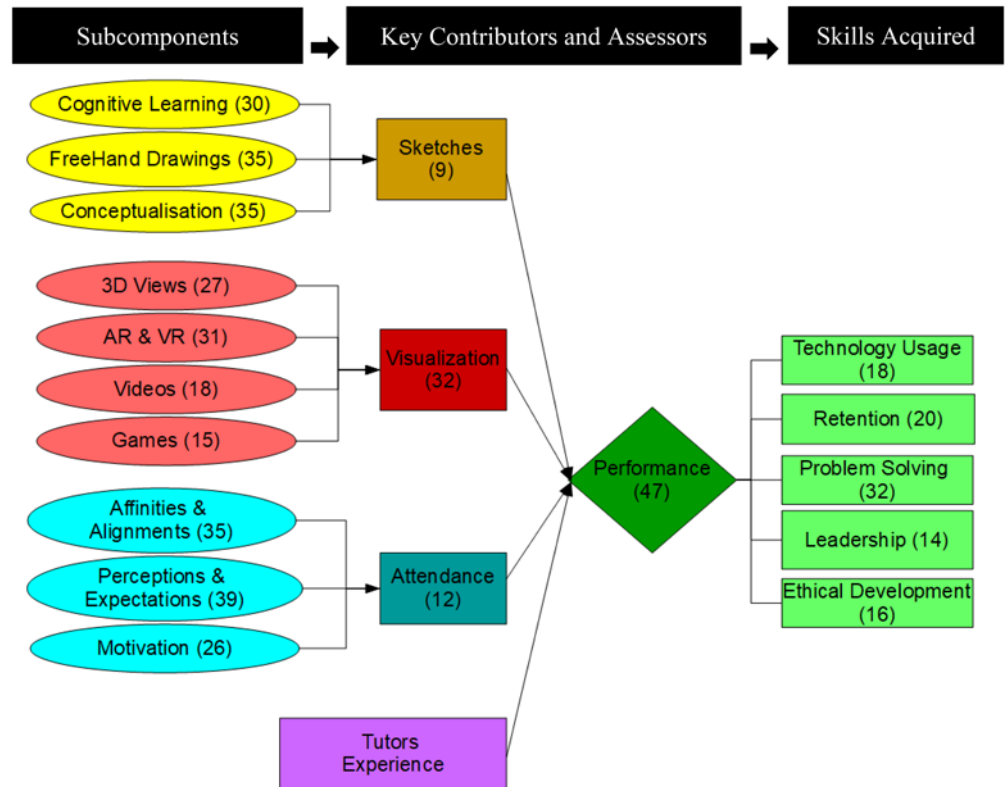 Subcomponents
Key Contributors and Assessors
Skills Acquired
Cognitive Learning (30)
FreeHand Drawings (35)
Conceptualisation (35)
Sketches
(9)
3D Views (27)
AR & VR (31)
Videos (18)
Games (15)
Visualization
(32)
Affinities &
Alignments (35)
Perceptions &
Expectations (39)
Motivation (26)
Attendance
(12)
Tutors
Experience
Performance
(47)
Technology Usage
(18)
Retention (20)
Problem Solving
(32)
Leadership (14)
Ethical Development
(16)